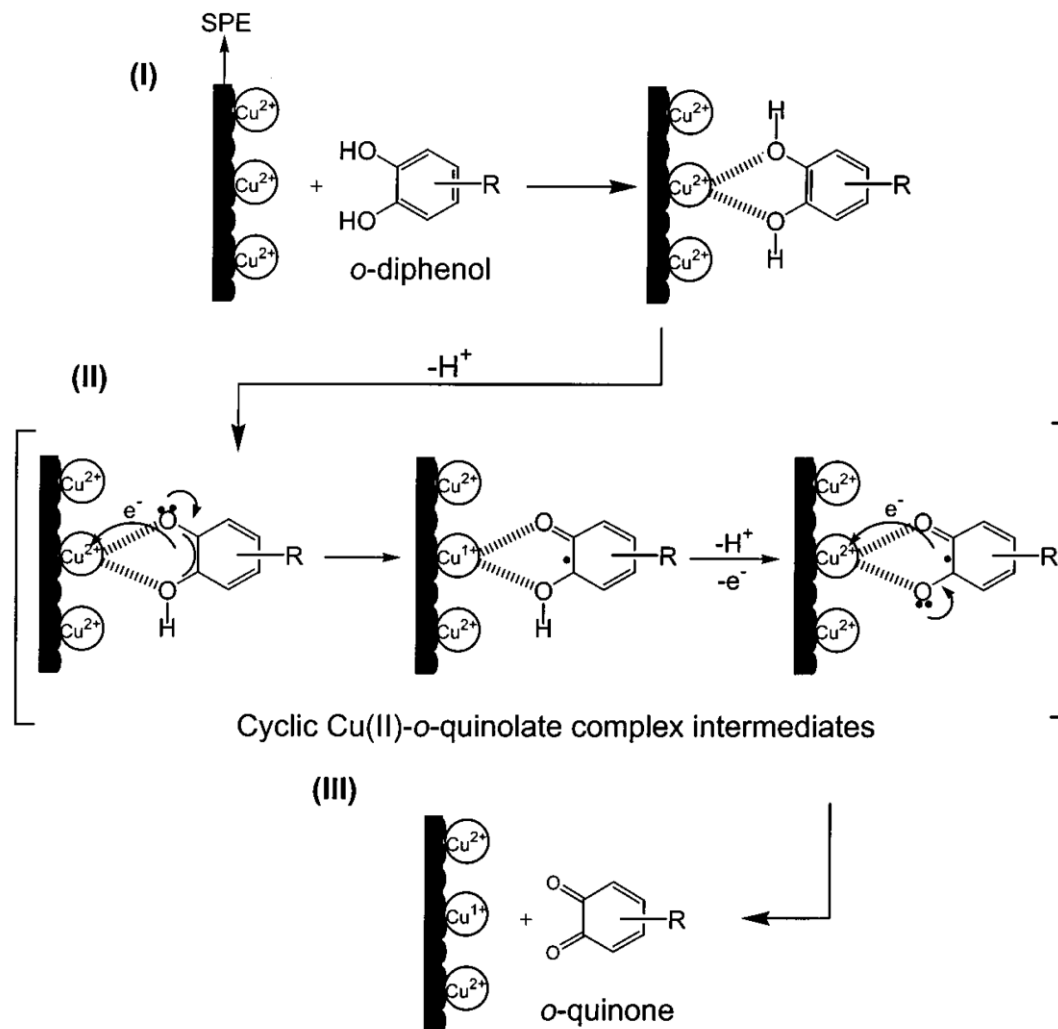 SPE
(I)
Cu2+
Cu2+
Cu2+
+
HO
HO
R
o-diphenol
Cu2+
Cu2+
Cu2+
H
O
O
H
R
-H+
(II)
Cu2+
Cu2+
Cu2+
e-
O
O
H
R
Cu2+
Cu1+
Cu2+
O
O
H
R
-H+
-e-
Cu2+
Cu2+
Cu2+
e-
O
O
R
Cyclic Cu(II)-o-quinolate complex intermediates
(III)
Cu2+
Cu1+
Cu2+
+
O
O
R
o-quinone